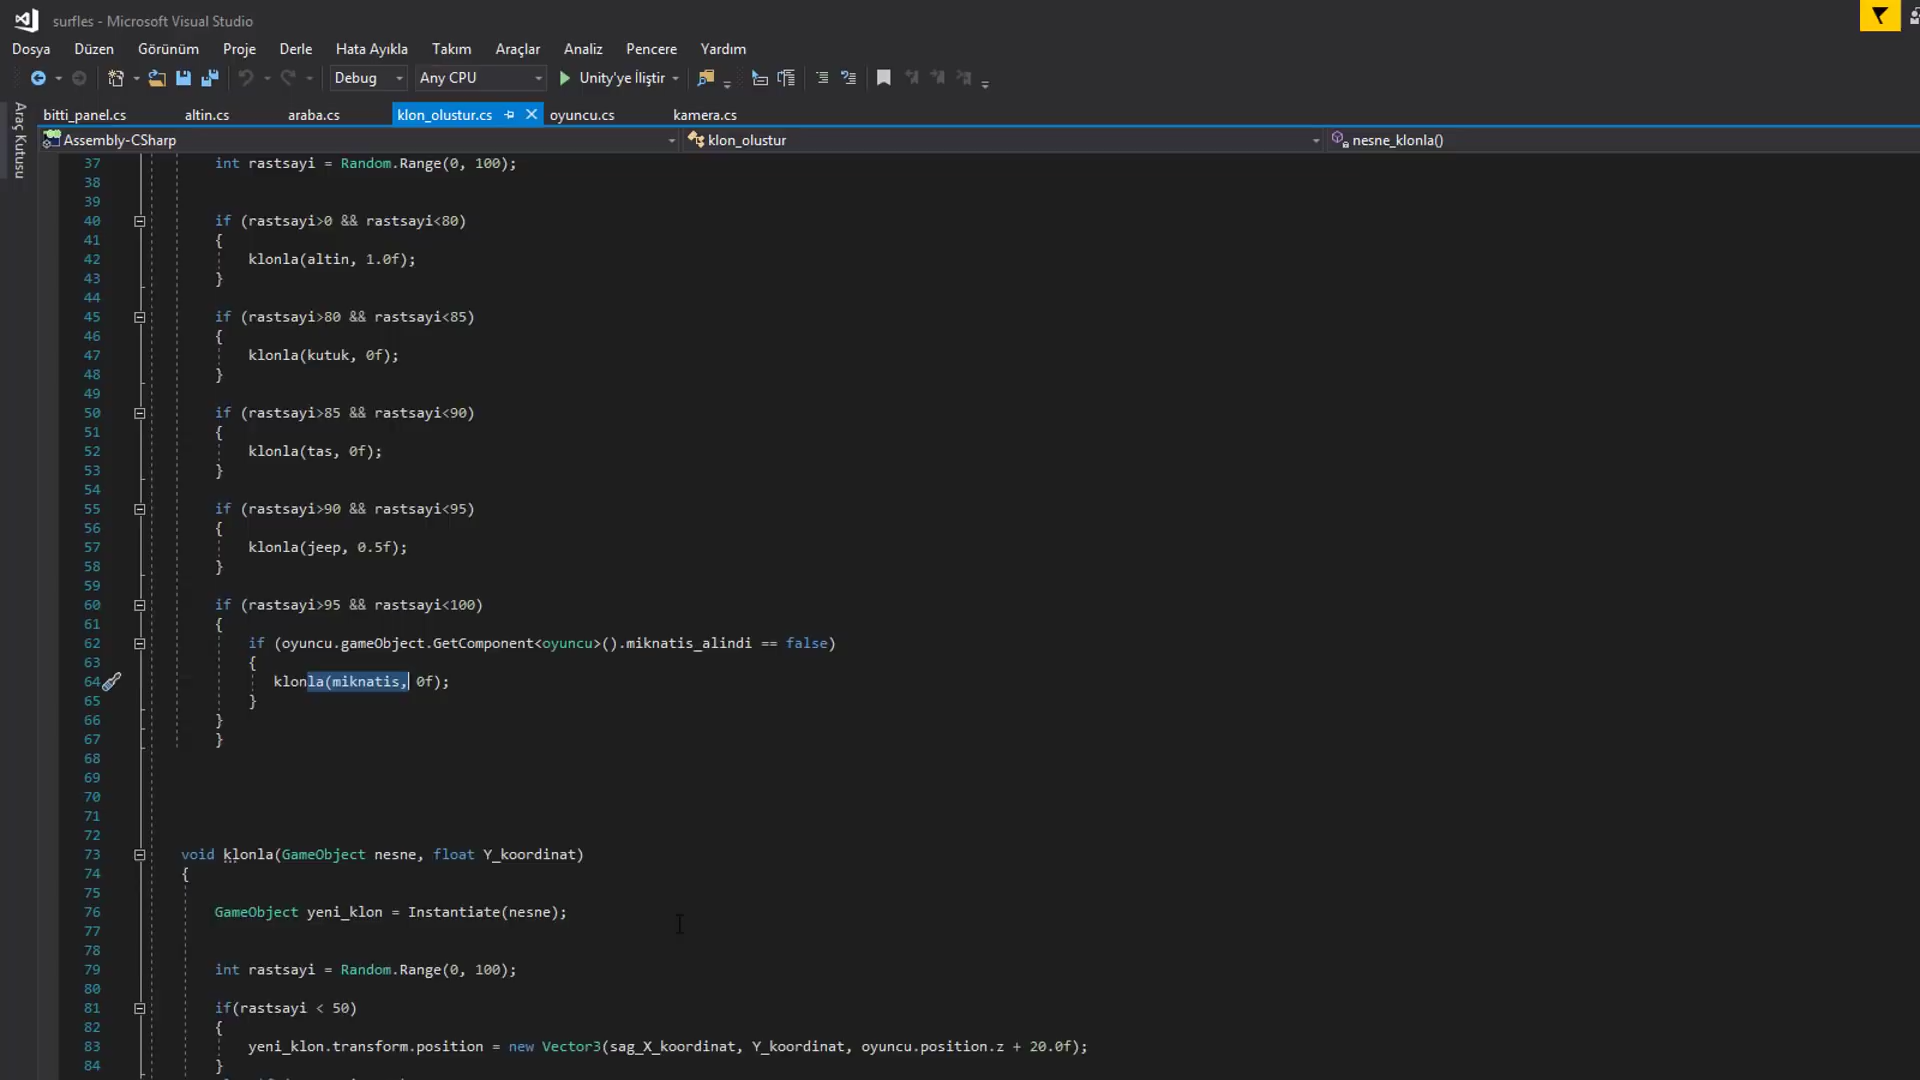 surfles - Microsoft Visual Studio
Dosya Düzen Görünüm Proje Derle Hata Ayıkla Takım Araçlar Analiz Pencere Yardım
Debug Any CPU Unity'ye İliştir
Araç Kutusu
bitti_panel.cs altin.cs araba.cs klon_olustur.cs oyuncu.cs kamera.cs
Assembly-CSharp klon_olustur nesne_klonla()
37 int rastsayi = Random.Range(0, 100);
38
39
40 if (rastsayi>0 && rastsayi<80)
41 {
42 klonla(altin, 1.0f);
43 }
44
45 if (rastsayi>80 && rastsayi<85)
46 {
47 klonla(kutuk, 0f);
48 }
49
50 if (rastsayi>85 && rastsayi<90)
51 {
52 klonla(tas, 0f);
53 }
54
55 if (rastsayi>90 && rastsayi<95)
56 {
57 klonla(jeep, 0.5f);
58 }
59
60 if (rastsayi>95 && rastsayi<100)
61 {
62 if (oyuncu.gameObject.GetComponent<oyuncu>().miknatis_alindi == false)
63 {
64 klonla(miknatis, 0f);
65 }
66 }
67 }
68
69
70
71
72
73 void klonla(GameObject nesne, float Y_koordinat)
74 {
75
76 GameObject yeni_klon = Instantiate(nesne);
77
78
79 int rastsayi = Random.Range(0, 100);
80
81 if(rastsayi < 50)
82 {
83 yeni_klon.transform.position = new Vector3(sag_X_koordinat, Y_koordinat, oyuncu.position.z + 20.0f);
84 }